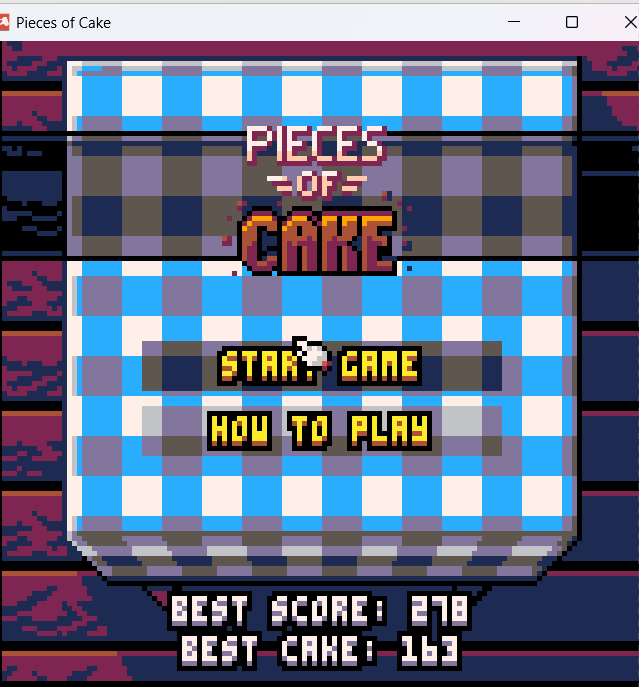 Pieces of Cake
PIECES
OF
CAKE
START GAME
HOW TO PLAY
BEST SCORE: 278
BEST CAKE: 163